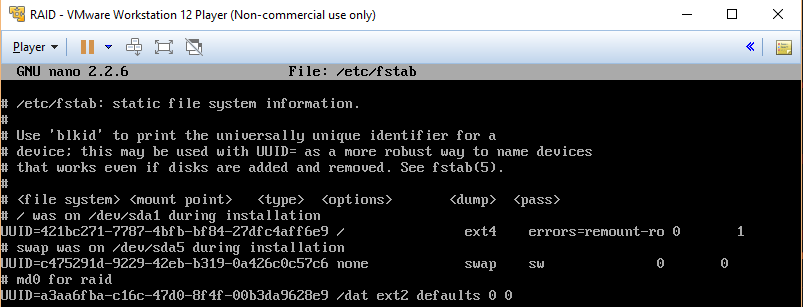 RAID - VMware Workstation 12 Player (Non-commercial use only)
Player
GNU nano 2.2.6 File: /etc/fstab
# /etc/fstab: static file system information.
#
# Use 'blkid' to print the universally unique identifier for a
# device; this may be used with UUID= as a more robust way to name devices
# that works even if disks are added and removed. See fstab(5).
#
# <file system> <mount point> <type> <options> <dump> <pass>
# / was on /dev/sda1 during installation
UUID=421bc271-7787-4bfb-bf84-27dfc4aff6e9 / ext4 errors=remount-ro 0 1
# swap was on /dev/sda5 during installation
UUID=c475291d-9229-42eb-b319-0a426c0c57c6 none swap sw 0 0
# md0 for raid
UUID=a3aa6fba-c16c-47d0-8f4f-00b3da9628e9 /dat ext2 defaults 0 0